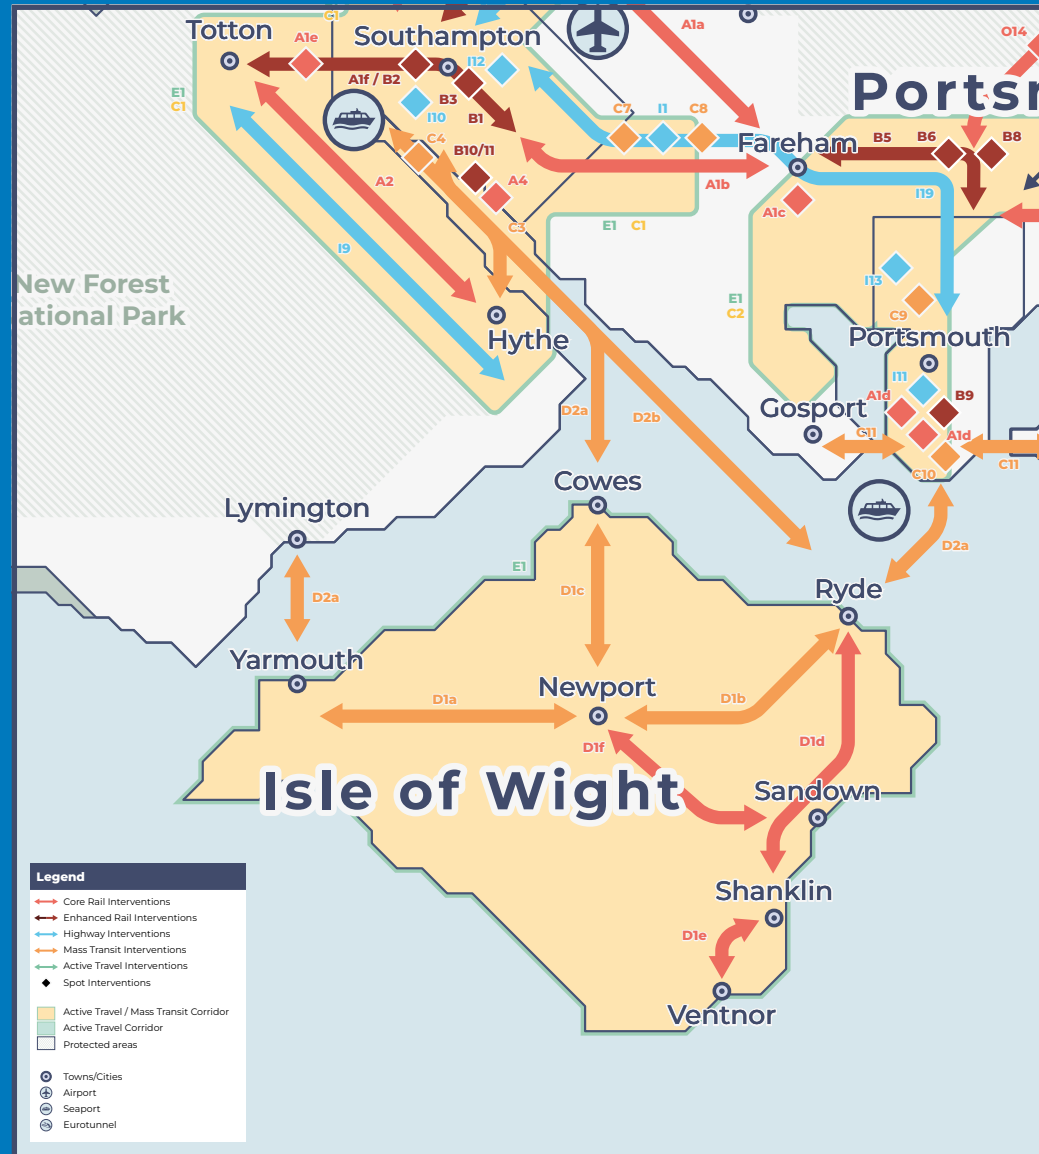 C1
Totton
A1e
Southampton
I12
A1a
O14
A1f / B2
Portsr
E1
C1
I10
B3
B1
C7
I1
C8
C4
B10/11
Fareham
B5
B6
B8
A2
A4
A1b
A1c
I19
C3
E1 C1
I9
New Forest
ational Park
I13
E1
C2
C9
Hythe
Portsmouth
I11
A1d
B9
D2a
D2b
Gosport
C11
A1d
C10
C11
Cowes
Lymington
D2a
E1
D1c
D2a
Ryde
Yarmouth
Newport
D1a
D1b
D1f
D1d
Isle of Wight
Sandown
Shanklin
D1e
Ventnor
Legend
Core Rail Interventions
Enhanced Rail Interventions
Highway Interventions
Mass Transit Interventions
Active Travel Interventions
Spot Interventions
Active Travel / Mass Transit Corridor
Active Travel Corridor
Protected areas
Towns/Cities
Airport
Seaport
Eurotunnel